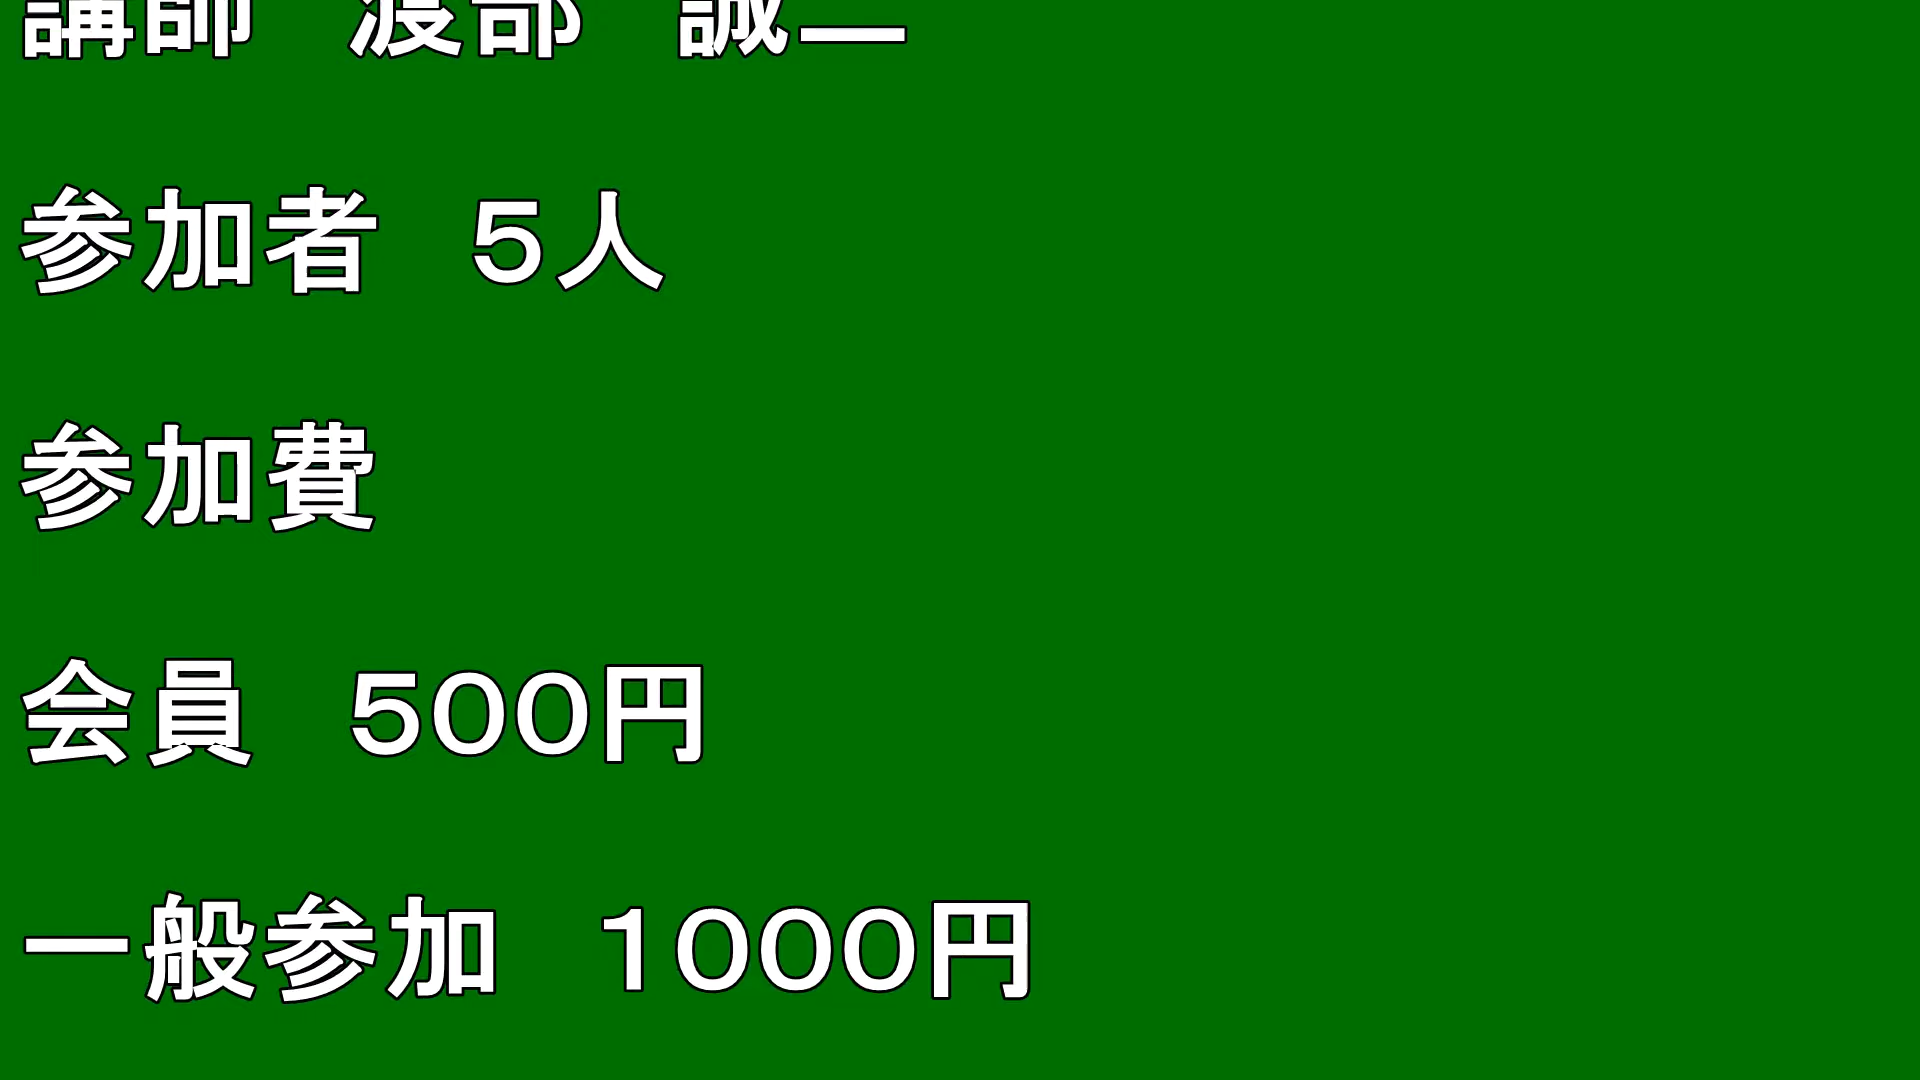 講師　渡部　誠二
参加者　5人
参加費
会員　500円
一般参加　1000円